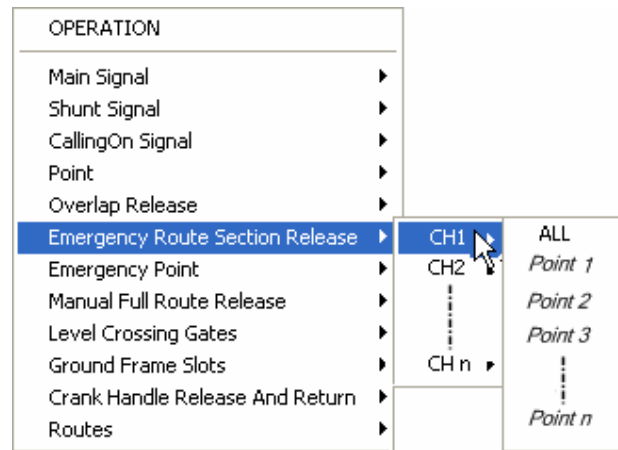 OPERATION
Main Signal
Shunt Signal
CallingOn Signal
Point
Overlap Release
Emergency Route Section Release
Emergency Point
Manual Full Route Release
Level Crossing Gates
Ground Frame Slots
Crank Handle Release And Return
Routes
CH1
CH2
CH n
ALL
Point 1
Point 2
Point 3
Point n